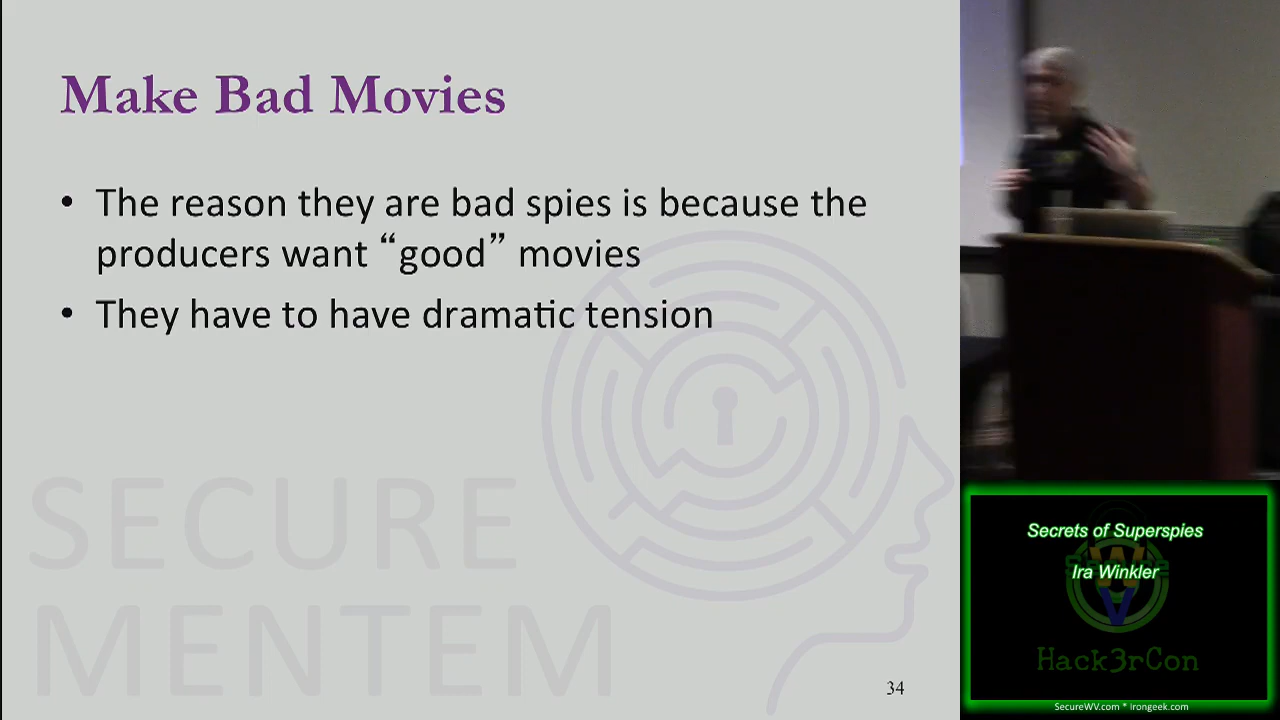 Make Bad Movies
• The reason they are bad spies is because the
producers want “good” movies
• They have to have dramatic tension
SECURE
MENTEM
34
Secrets of Superspies
Ira Winkler
W
V
Hack3rCon
SecureWV.com * irongeek.com